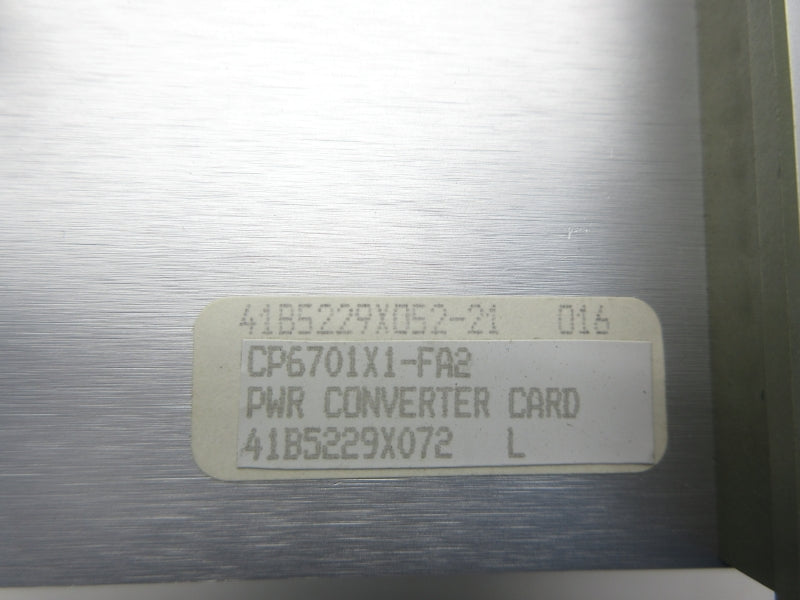 41B5229X052-21 016
CP6701X1-FA2
PWR CONVERTER CARD
41B5229X072 L